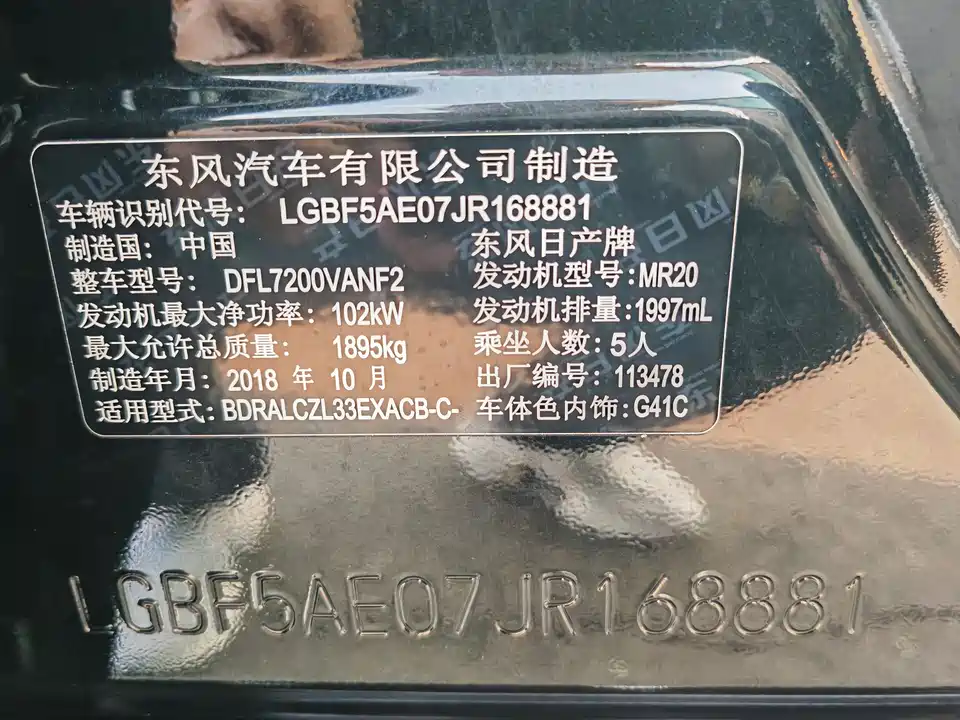 东风汽车有限公司制造
车辆识别代号: LGBF5AE07JR168881
制造国: 中国 东风日产牌
整车型号: DFL7200VANF2 发动机型号:MR20
发动机最大净功率: 102kW 发动机排量:1997mL
最大允许总质量: 1895kg 乘坐人数: 5人
制造年月: 2018 年 10 月 出厂编号: 113478
适用型式: BDRALCZL33EXACB-C- 车体色内饰: G41C
LGBF5AE07JR168881